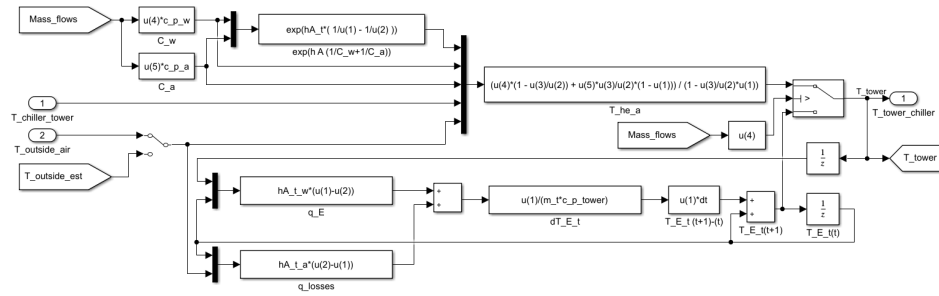 Mass_flows
u(4)*c_p_w
C_w
exp(hA_t*( 1/u(1) - 1/u(2) ))
exp(h A (1/C_w+1/C_a))
u(5)*c_p_a
C_a
(u(4)*(1 - u(3)/u(2)) + u(5)*u(3)/u(2)*(1 - u(1))) / (1 - u(3)/u(2)*u(1))
T_he_a
>
T_tower
1
T_tower_chiller
1
T_chiller_tower
2
T_outside_air
T_outside_est
Mass_flows
u(4)
1
z
T_tower
hA_t_w*(u(1)-u(2))
q_E
+
+
u(1)/(m_t*c_p_tower)
dT_E_t
u(1)*dt
T_E_t (t+1)-(t)
+
+
T_E_t(t+1)
1
z
T_E_t(t)
hA_t_a*(u(2)-u(1))
q_losses